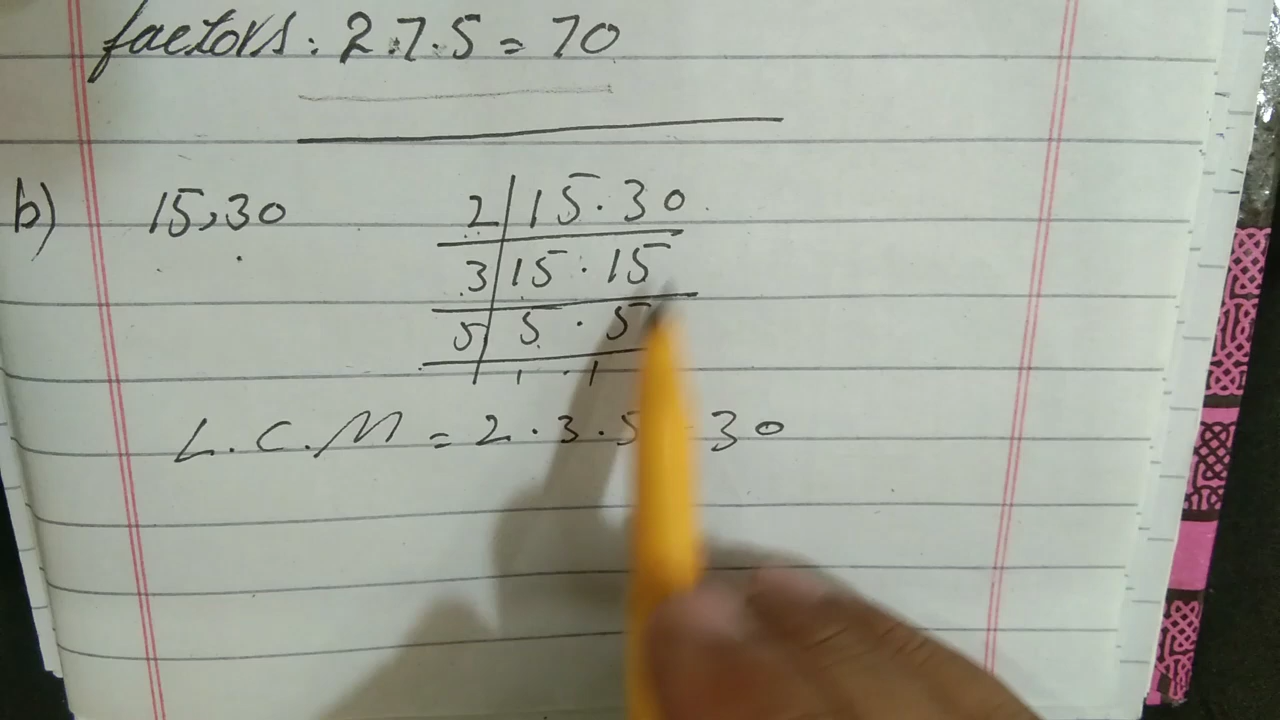 factors: 2.7.5 = 70
b) 15,30
2 | 15 . 30
3 | 15 . 15
5 | 5 . 5
1 . 1
L.C.M = 2.3.5 30